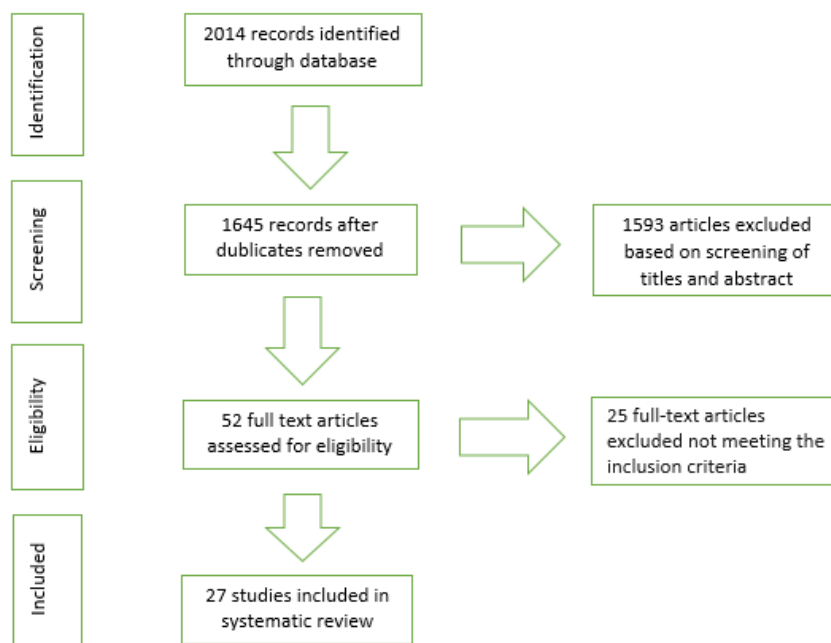 Identification
2014 records identified
through database
Screening
1645 records after
dublicates removed
1593 articles excluded
based on screening of
titles and abstract
Eligibility
52 full text articles
assessed for eligibility
25 full-text articles
excluded not meeting the
inclusion criteria
Included
27 studies included in
systematic review